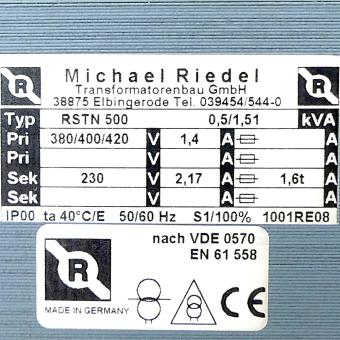 R Michael Riedel R
Transformatorenbau GmbH
38875 Elbingerode Tel. 039454/544-0
Typ RSTN 500 0,5/1,51 kVA
Pri 380/400/420 V 1,4 A
Pri V A A
Sek 230 V 2,17 A 1,6t A
Sek V A A
IP00 ta 40°C/E 50/60 Hz S1/100% 1001RE08
R
nach VDE 0570
EN 61 558
MADE IN GERMANY
CE